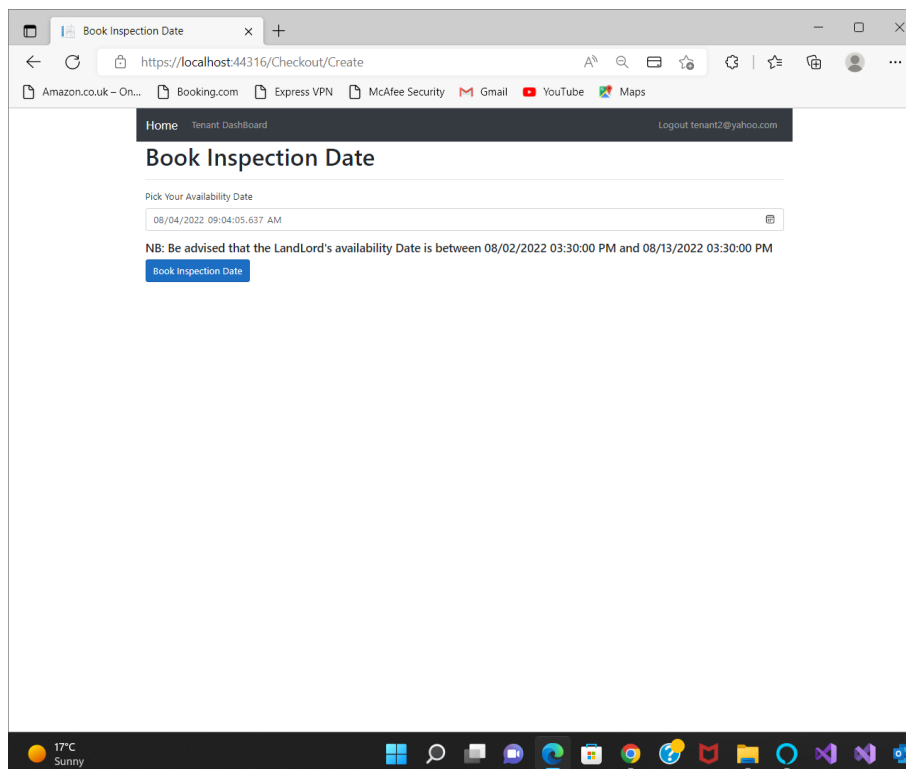 Book Inspection Date
https://localhost:44316/Checkout/Create
Amazon.co.uk – On... Booking.com Express VPN McAfee Security Gmail YouTube Maps
Home Tenant DashBoard Logout tenant2@yahoo.com
Book Inspection Date
Pick Your Availability Date
08/04/2022 09:04:05.637 AM
NB: Be advised that the LandLord's availability Date is between 08/02/2022 03:30:00 PM and 08/13/2022 03:30:00 PM
Book Inspection Date
17°C
Sunny